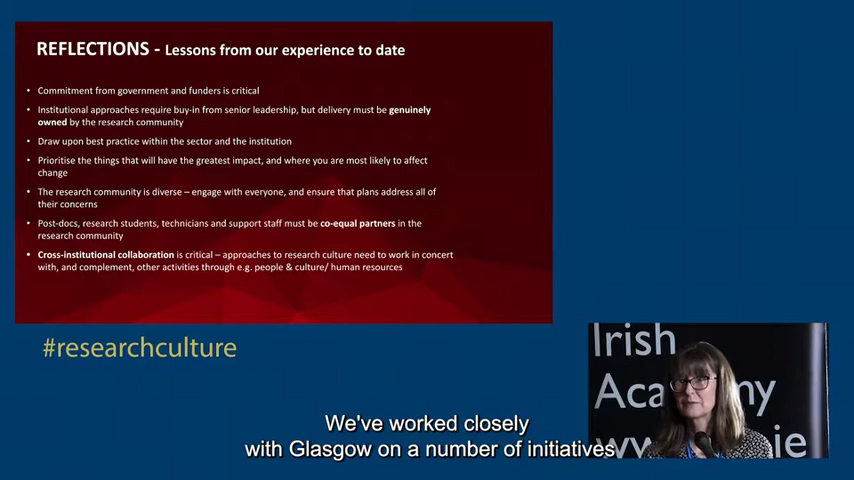 REFLECTIONS - Lessons from our experience to date
• Commitment from government and funders is critical
• Institutional approaches require buy-in from senior leadership, but delivery must be genuinely
owned by the research community
• Draw upon best practice within the sector and the institution
• Prioritise the things that will have the greatest impact, and where you are most likely to affect
change
• The research community is diverse – engage with everyone, and ensure that plans address all of
their concerns
• Post-docs, research students, technicians and support staff must be co-equal partners in the
research community
• Cross-institutional collaboration is critical – approaches to research culture need to work in concert
with, and complement, other activities through e.g. people & culture/ human resources
#researchculture
Irish
Academy
ww
ie
We've worked closely
with Glasgow on a number of initiatives